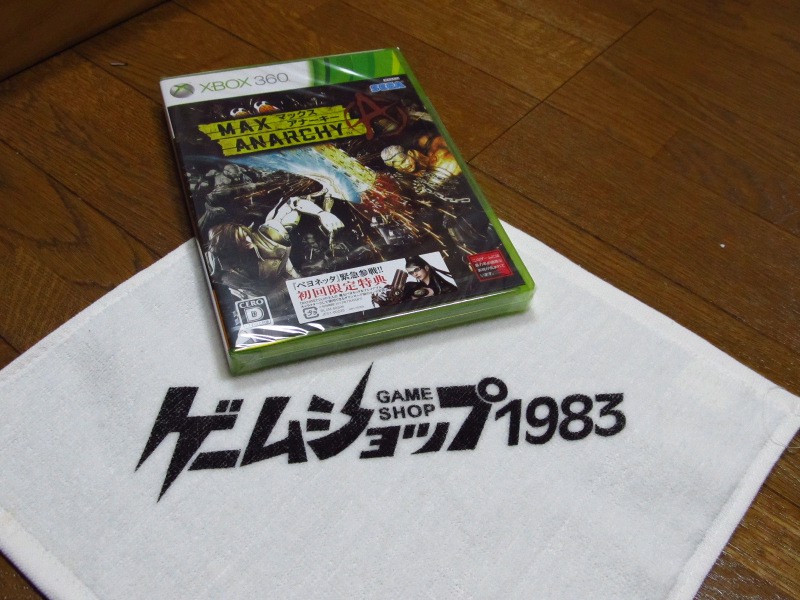 XBOX 360
SEGA
MAX マックス
ANARCHY アナーキー
A
『ベヨネッタ』緊急参戦!!
初回限定特典
CERO
D
GAME
SHOP
ゲームショップ1983